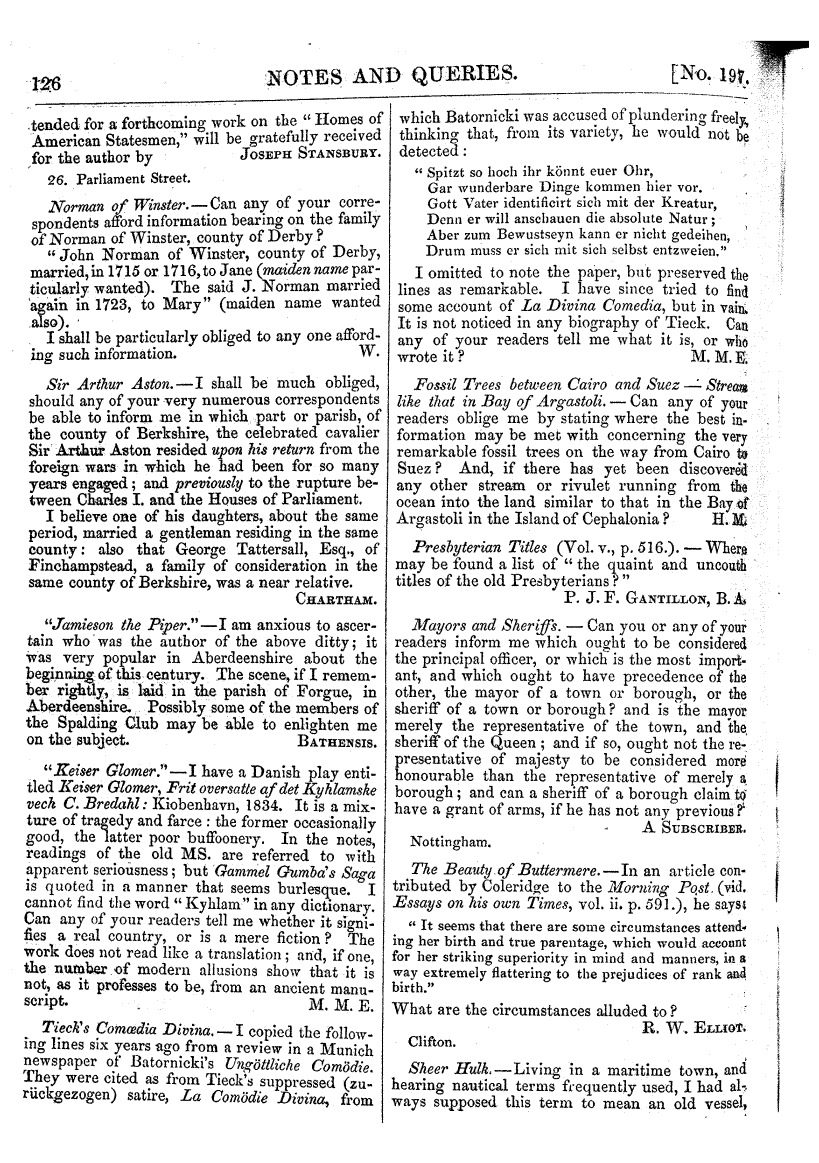 126 NOTES AND QUERIES. [No. 197.
tended for a forthcoming work on the “ Homes of
American Statesmen,” will be gratefully received
for the author by JOSEPH STANSBURY.
26. Parliament Street.
Norman of Winster.—Can any of your corre-
spondents afford information bearing on the family
of Norman of Winster, county of Derby ?
“ John Norman of Winster, county of Derby,
married, in 1715 or 1716, to Jane (maiden name par-
ticularly wanted). The said J. Norman married
again in 1723, to Mary” (maiden name wanted
also).
I shall be particularly obliged to any one afford-
ing such information. W.
Sir Arthur Aston.—I shall be much obliged,
should any of your very numerous correspondents
be able to inform me in which part or parish, of
the county of Berkshire, the celebrated cavalier
Sir Arthur Aston resided upon his return from the
foreign wars in which he had been for so many
years engaged ; and previously to the rupture be-
tween Charles I. and the Houses of Parliament.
I believe one of his daughters, about the same
period, married a gentleman residing in the same
county : also that George Tattersall, Esq., of
Finchampstead, a family of consideration in the
same county of Berkshire, was a near relative.
CHARTHAM.
“Jamieson the Piper.”—I am anxious to ascer-
tain who was the author of the above ditty; it
was very popular in Aberdeenshire about the
beginning of this century. The scene, if I remem-
ber rightly, is laid in the parish of Forgue, in
Aberdeenshire. Possibly some of the members of
the Spalding Club may be able to enlighten me
on the subject. BATHENSIS.
“Keiser Glomer.”—I have a Danish play enti-
tled Keiser Glomer, Frit oversatte af det Kyhlamske
vech C. Bredahl: Kiobenhavn, 1834. It is a mix-
ture of tragedy and farce : the former occasionally
good, the latter poor buffoonery. In the notes,
readings of the old MS. are referred to with
apparent seriousness; but Gammel Gumba's Saga
is quoted in a manner that seems burlesque. I
cannot find the word “ Kyhlam” in any dictionary.
Can any of your readers tell me whether it signi-
fies a real country, or is a mere fiction ? The
work does not read like a translation ; and, if one,
the number of modern allusions show that it is
not, as it professes to be, from an ancient manu-
script. M. M. E.
Tieck's Comœdia Divina.—I copied the follow-
ing lines six years ago from a review in a Munich
newspaper of Batornicki's Ungöttliche Comödie.
They were cited as from Tieck's suppressed (zu-
rückgezogen) satire, La Comödie Divina, from
which Batornicki was accused of plundering freely,
thinking that, from its variety, he would not be
detected :
“ Spitzt so hoch ihr könnt euer Ohr,
Gar wunderbare Dinge kommen hier vor.
Gott Vater identificirt sich mit der Kreatur,
Denn er will anschauen die absolute Natur ;
Aber zum Bewustseyn kann er nicht gedeihen,
Drum muss er sich mit sich selbst entzweien.”
I omitted to note the paper, but preserved the
lines as remarkable. I have since tried to find
some account of La Divina Comedia, but in vain.
It is not noticed in any biography of Tieck. Can
any of your readers tell me what it is, or who
wrote it ? M. M. E.
Fossil Trees between Cairo and Suez — Stream
like that in Bay of Argastoli. — Can any of your
readers oblige me by stating where the best in-
formation may be met with concerning the very
remarkable fossil trees on the way from Cairo to
Suez ? And, if there has yet been discovered
any other stream or rivulet running from the
ocean into the land similar to that in the Bay of
Argastoli in the Island of Cephalonia ? H. M.
Presbyterian Titles (Vol. v., p. 516.). — Where
may be found a list of “ the quaint and uncouth
titles of the old Presbyterians ? ”
P. J. F. GANTILLON, B. A.
Mayors and Sheriffs. — Can you or any of your
readers inform me which ought to be considered
the principal officer, or which is the most import-
ant, and which ought to have precedence of the
other, the mayor of a town or borough, or the
sheriff of a town or borough ? and is the mayor
merely the representative of the town, and the
sheriff of the Queen ; and if so, ought not the re-
presentative of majesty to be considered more
honourable than the representative of merely a
borough ; and can a sheriff of a borough claim to
have a grant of arms, if he has not any previous ?
A SUBSCRIBER.
Nottingham.
The Beauty of Buttermere.—In an article con-
tributed by Coleridge to the Morning Post (vid.
Essays on his own Times, vol. ii. p. 591.), he says:
“ It seems that there are some circumstances attend-
ing her birth and true parentage, which would account
for her striking superiority in mind and manners, in a
way extremely flattering to the prejudices of rank and
birth.”
What are the circumstances alluded to ?
R. W. ELLIOT.
Clifton.
Sheer Hulk.—Living in a maritime town, and
hearing nautical terms frequently used, I had al-
ways supposed this term to mean an old vessel,